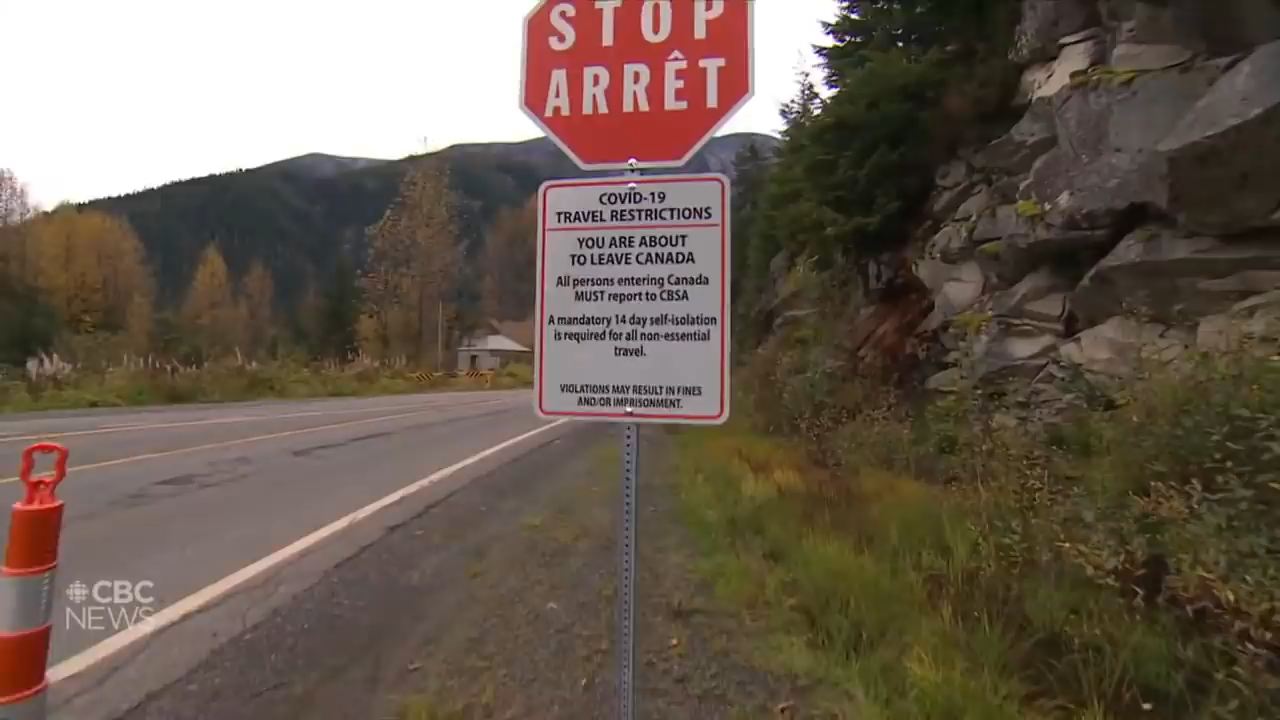 STOP
ARRÊT
COVID-19
TRAVEL RESTRICTIONS
YOU ARE ABOUT
TO LEAVE CANADA
All persons entering Canada
MUST report to CBSA
A mandatory 14 day self-isolation
is required for all non-essential
travel.
VIOLATIONS MAY RESULT IN FINES
AND/OR IMPRISONMENT.
CBC
NEWS